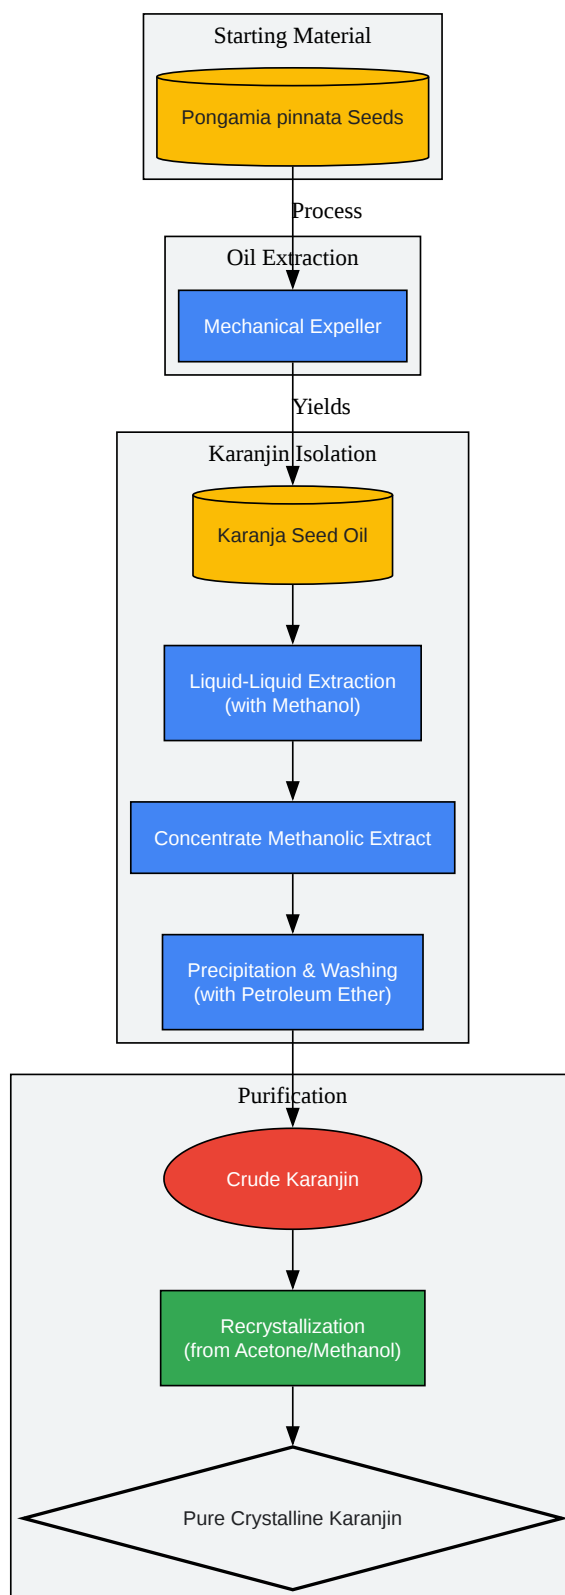 Starting Material
Pongamia pinnata Seeds
Process
Oil Extraction
Mechanical Expeller
Yields
Karanjin Isolation
Karanja Seed Oil
Liquid-Liquid Extraction
(with Methanol)
Concentrate Methanolic Extract
Precipitation & Washing
(with Petroleum Ether)
Purification
Crude Karanjin
Recrystallization
(from Acetone/Methanol)
Pure Crystalline Karanjin